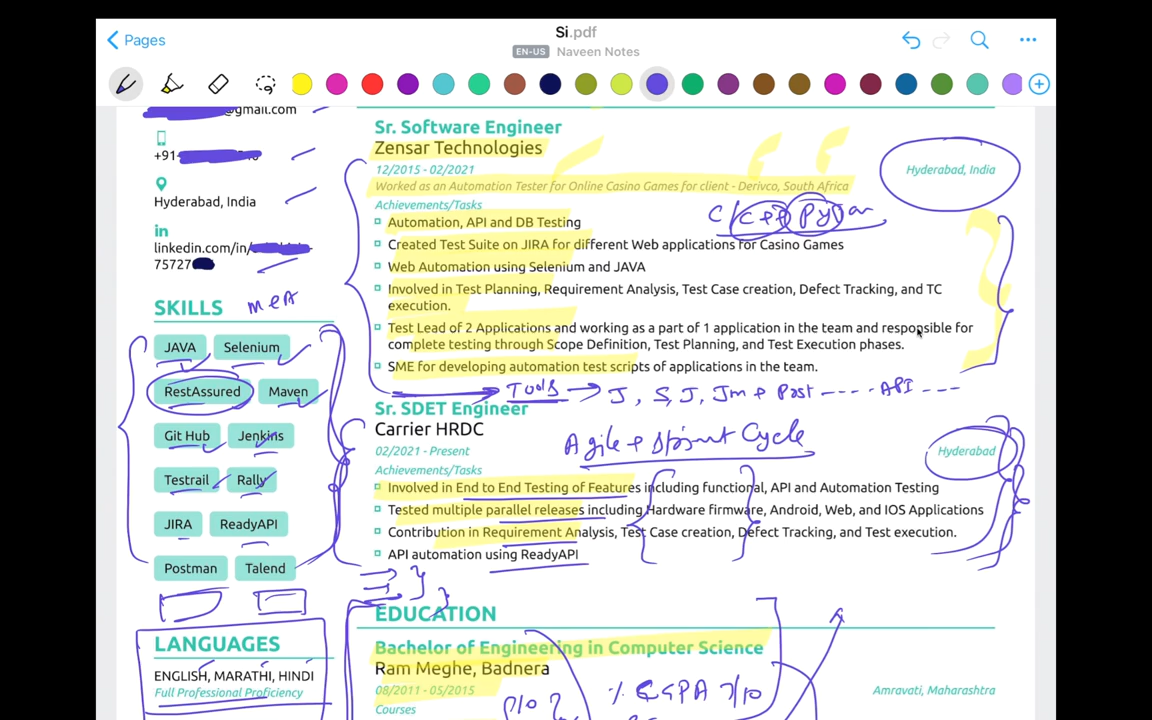 Pages
Si.pdf
EN-US Naveen Notes
@gmail.com
+91-
Hyderabad, India
linkedin.com/in/
75727
SKILLS
JAVA Selenium
RestAssured Maven
Git Hub Jenkins
Testrail Rally
JIRA ReadyAPI
Postman Talend
LANGUAGES
ENGLISH, MARATHI, HINDI
Full Professional Proficiency
Sr. Software Engineer
Zensar Technologies
12/2015 - 02/2021
Hyderabad, India
Worked as an Automation Tester for Online Casino Games for client - Derivco, South Africa
Achievements/Tasks
C/C++
Automation, API and DB Testing
Created Test Suite on JIRA for different Web applications for Casino Games
Web Automation using Selenium and JAVA
Involved in Test Planning, Requirement Analysis, Test Case creation, Defect Tracking, and TC
execution.
Test Lead of 2 Applications and working as a part of 1 application in the team and responsible for
complete testing through Scope Definition, Test Planning, and Test Execution phases.
SME for developing automation test scripts of applications in the team.
Tools → J, S, J, Jm + Post ---- API ---
Sr. SDET Engineer
Carrier HRDC
Agile + Cycle
02/2021 - Present
Hyderabad
Achievements/Tasks
Involved in End to End Testing of Features including functional, API and Automation Testing
Tested multiple parallel releases including Hardware firmware, Android, Web, and IOS Applications
Contribution in Requirement Analysis, Test Case creation, Defect Tracking, and Test execution.
API automation using ReadyAPI
EDUCATION
Bachelor of Engineering in Computer Science
Ram Meghe, Badnera
08/2011 - 05/2015
% CGPA 7/10
Amravati, Maharashtra
Courses